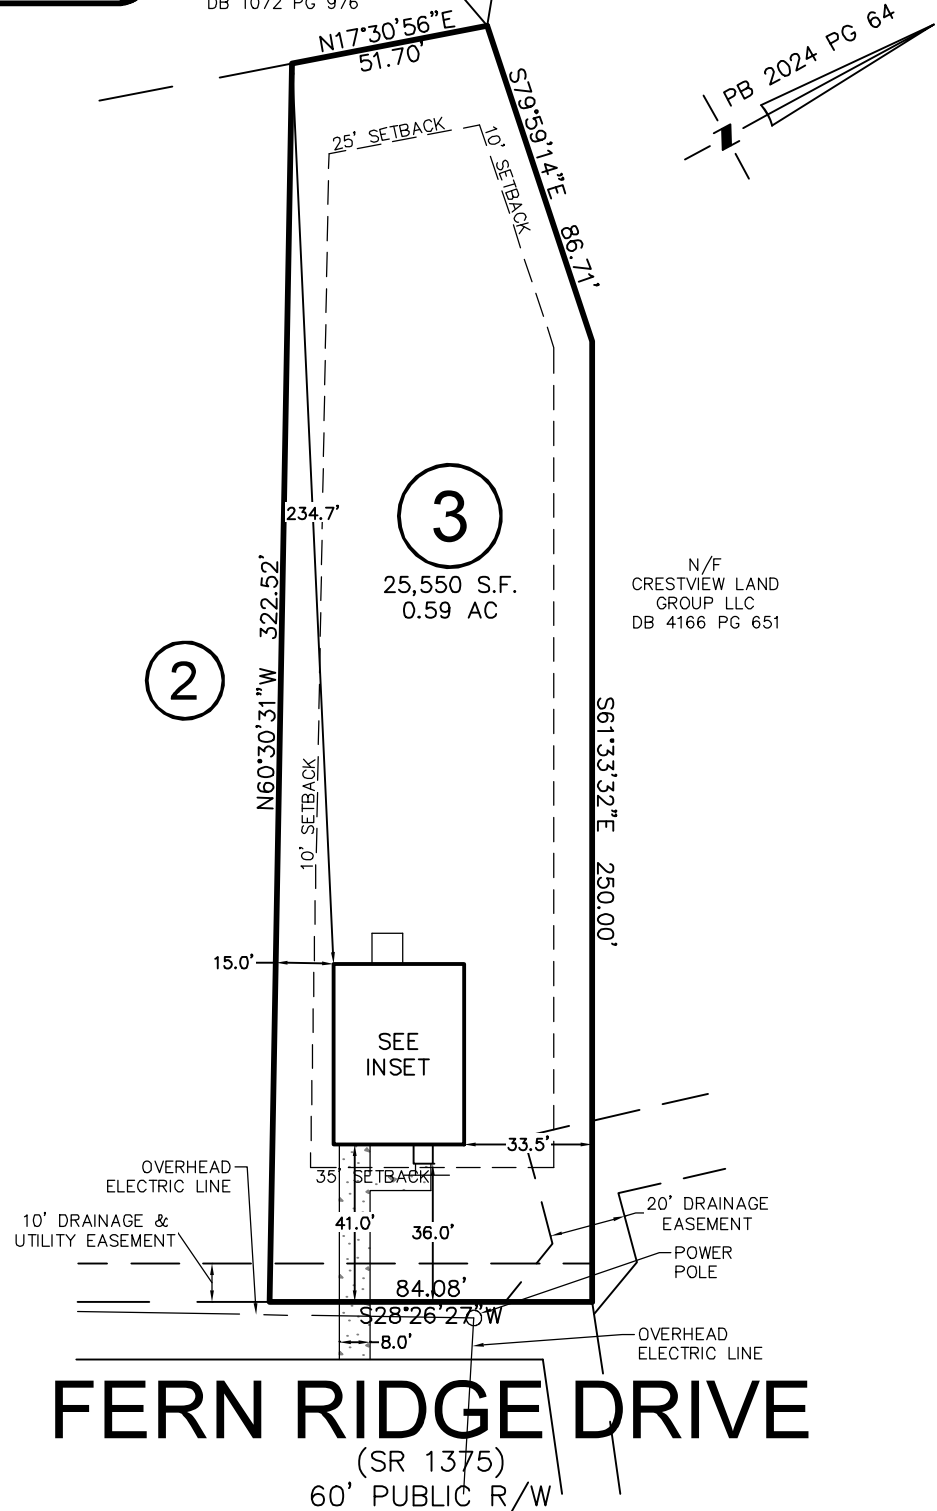 DB 1072 PG 976
N17°30'56"E
51.70'
PB 2024 PG 64
N
S79°59'14"E 86.71'
25' SETBACK
10' SETBACK
234.7'
3
25,550 S.F.
0.59 AC
N/F
CRESTVIEW LAND
GROUP LLC
DB 4166 PG 651
N60°30'31"W 322.52'
2
S61°33'32"E 250.00'
10' SETBACK
15.0'
SEE
INSET
33.5'
35' SETBACK
OVERHEAD
ELECTRIC LINE
10' DRAINAGE &
UTILITY EASEMENT
41.0'
36.0'
20' DRAINAGE
EASEMENT
POWER
POLE
84.08'
S28°26'27"W
8.0'
OVERHEAD
ELECTRIC LINE
FERN RIDGE DRIVE
(SR 1375)
60' PUBLIC R/W